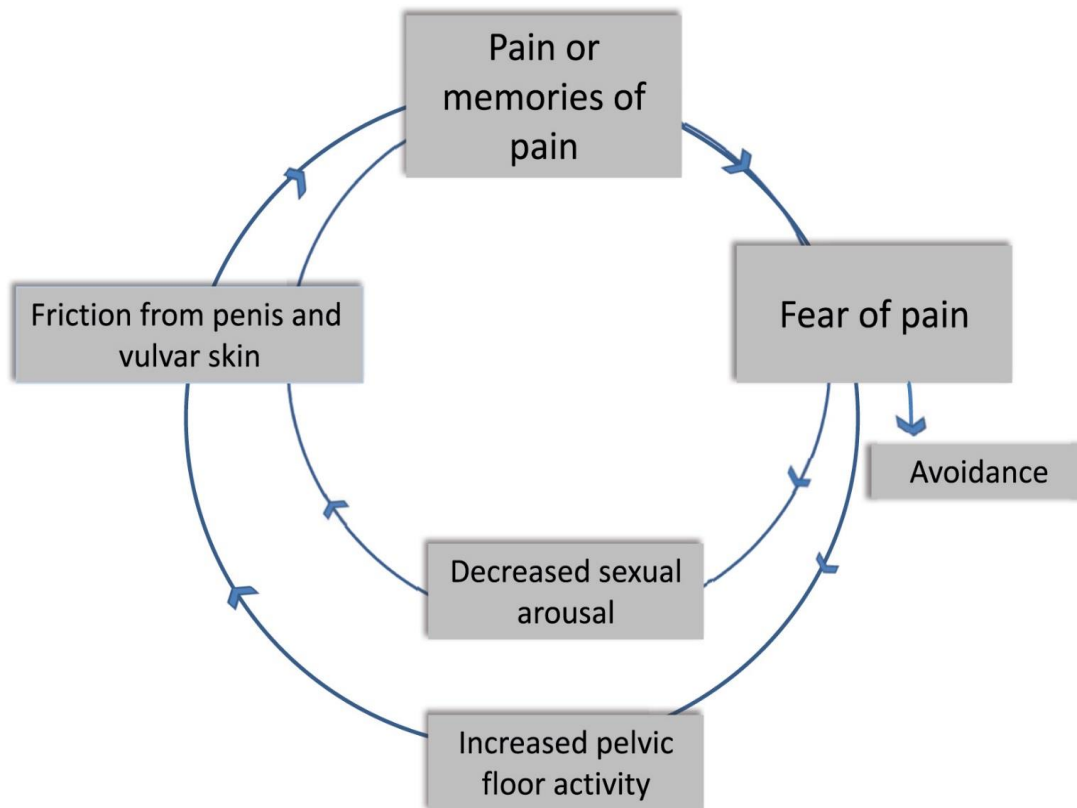 Pain or
memories of
pain
Fear of pain
Avoidance
Friction from penis and
vulvar skin
Decreased sexual
arousal
Increased pelvic
floor activity